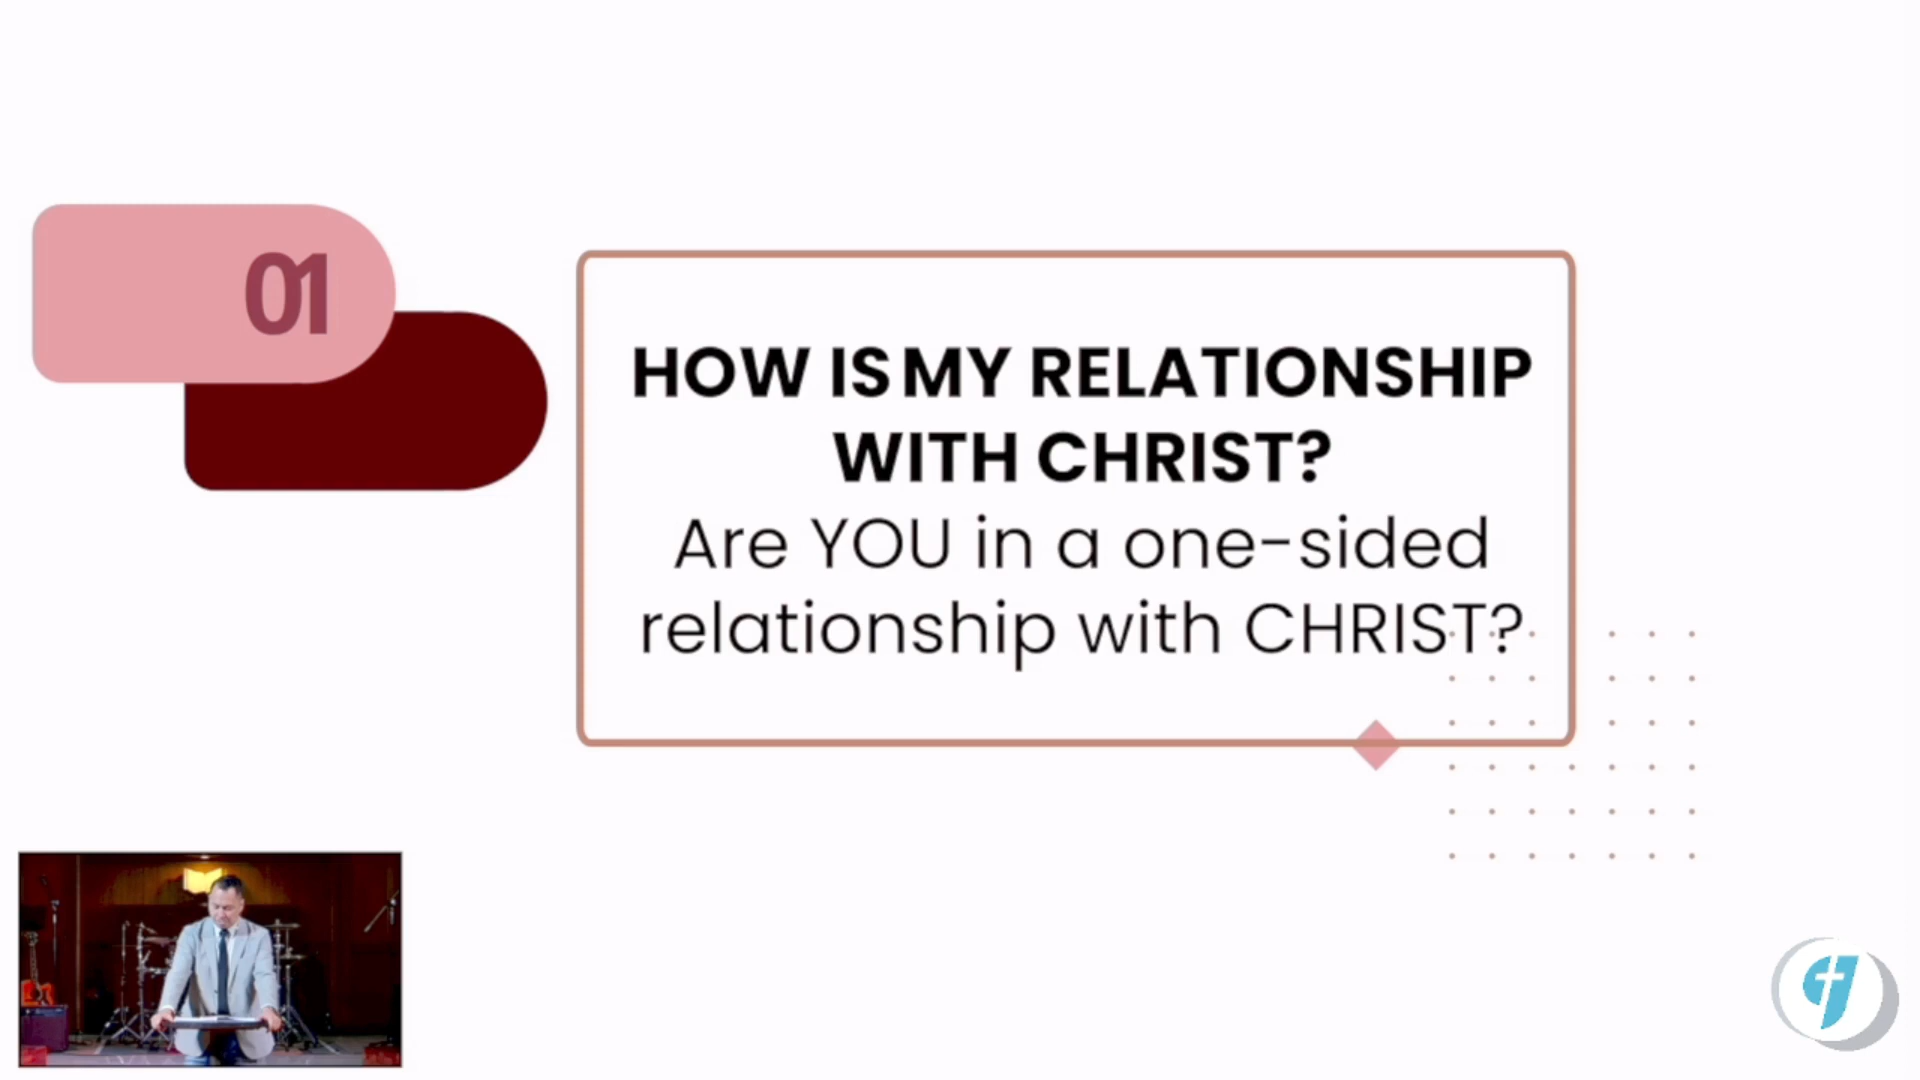 01
HOW IS MY RELATIONSHIP
WITH CHRIST?
Are YOU in a one-sided
relationship with CHRIST?